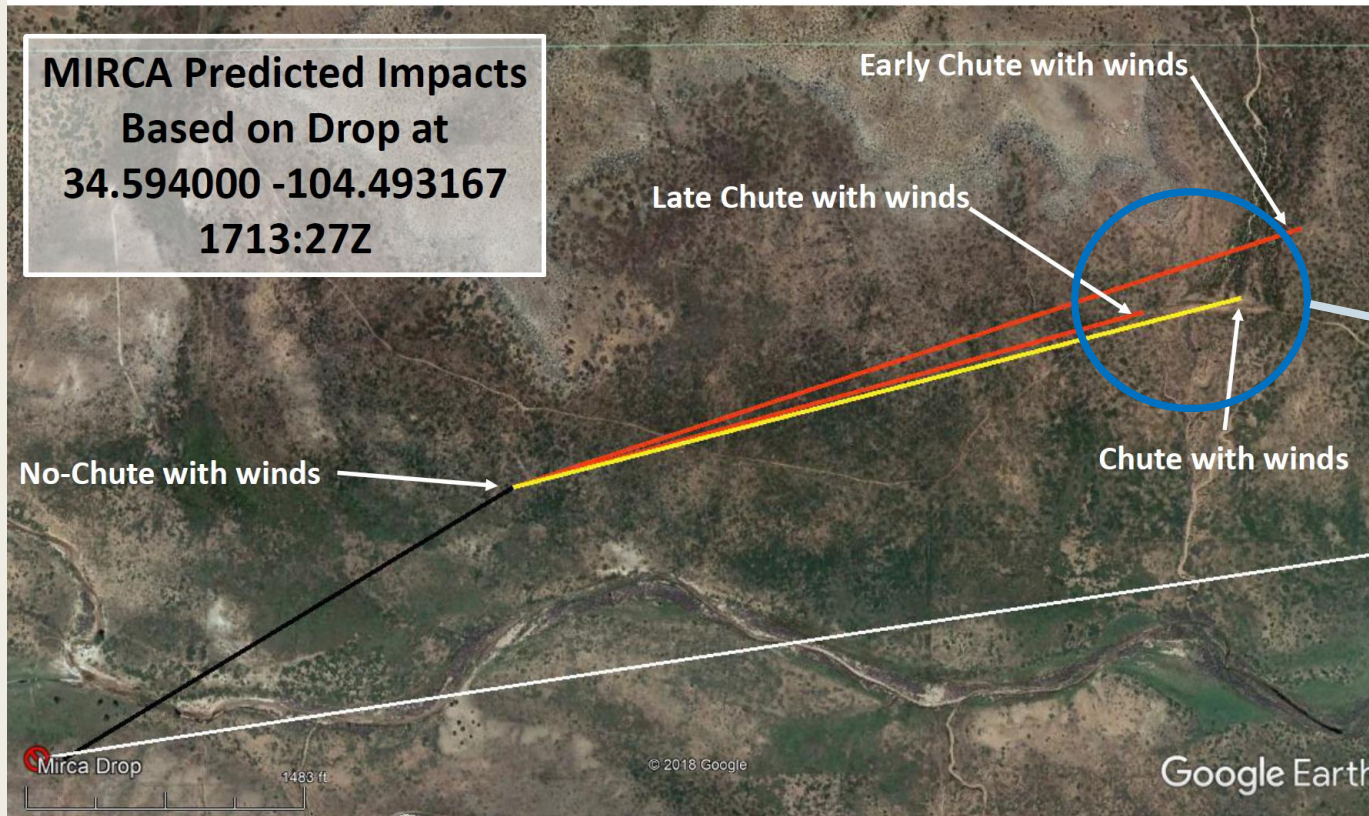 MIRCA Predicted Impacts
Based on Drop at
34.594000 -104.493167
1713:27Z
Early Chute with winds
Late Chute with winds
No-Chute with winds
Chute with winds
Mirca Drop
1483 ft
© 2018 Google
Google Earth